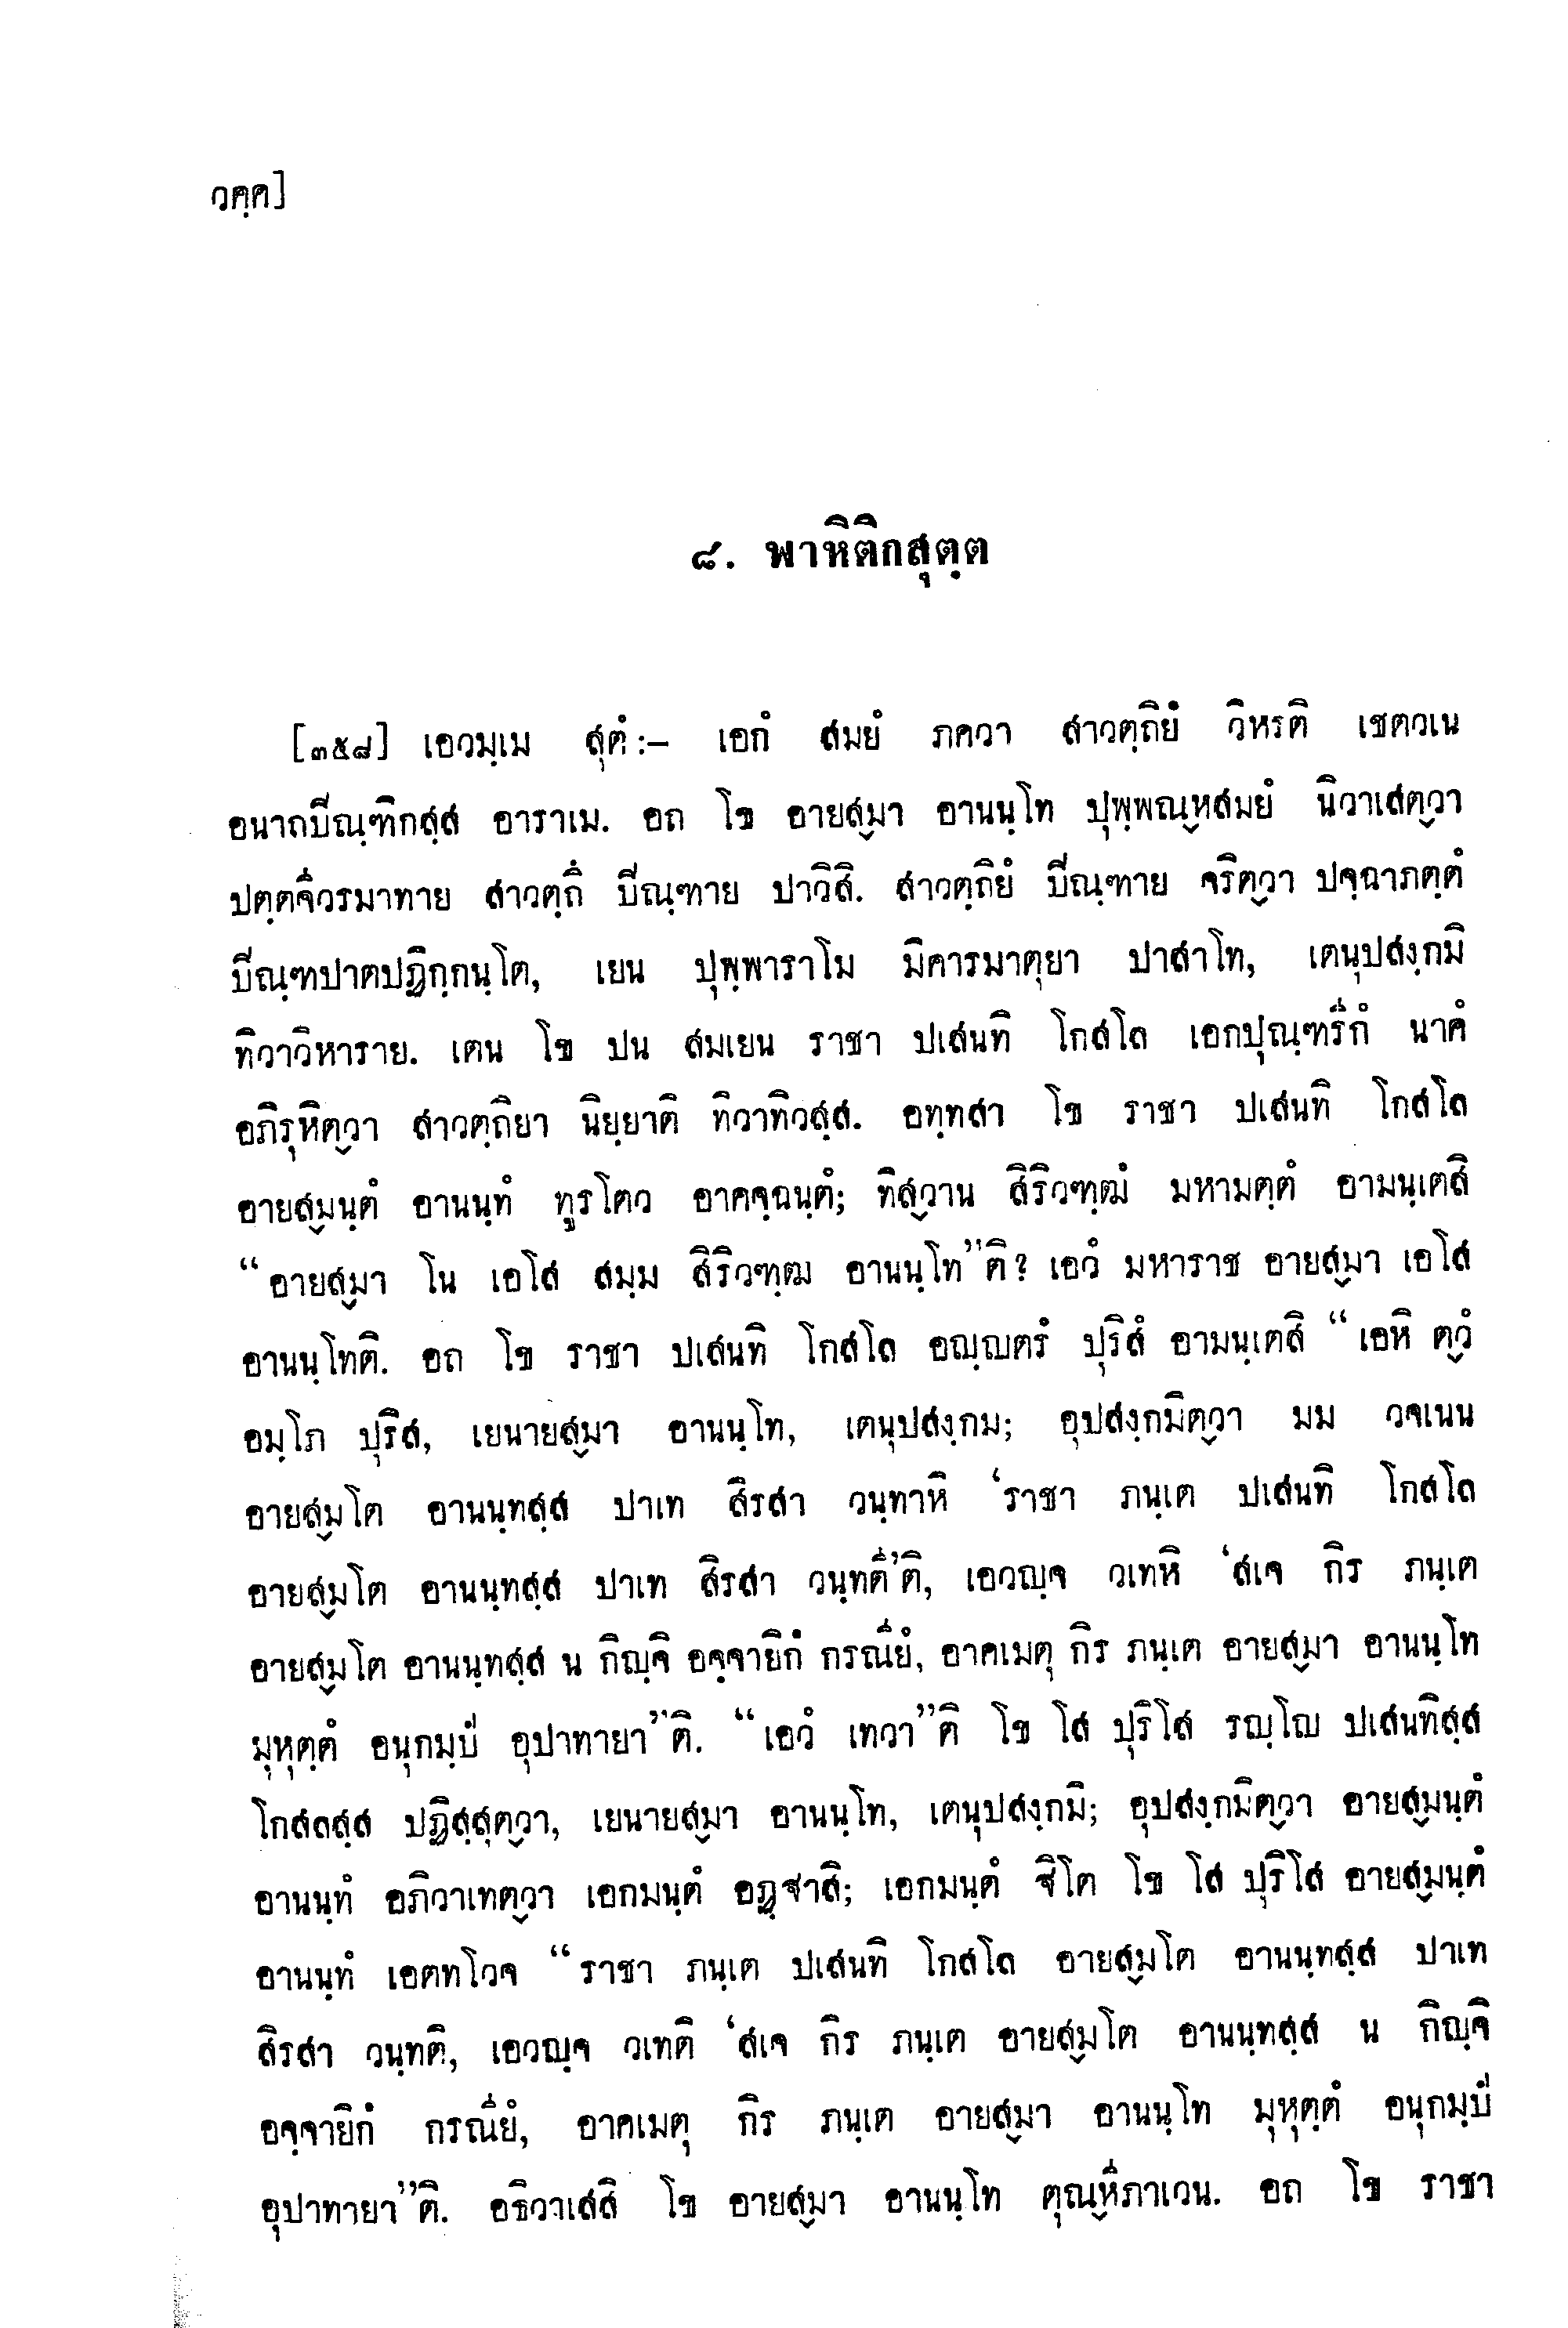 วคฺค]
๘. พาหิติกสุตฺต
[๓๕๘] เอวมฺเม สุตํ :– เอกํ สมยํ ภควา สาวตฺถิยํ วิหรติ เชตวเน
อนาถปิณฺฑิกสฺส อาราเม. อถ โข อายสฺมา อานนฺโท ปุพฺพณฺหสมยํ นิวาเสตฺวา
ปตฺตจีวรมาทาย สาวตฺถึ ปิณฺฑาย ปาวิสิ. สาวตฺถิยํ ปิณฺฑาย จริตฺวา ปจฺฉาภตฺตํ
ปิณฺฑปาตปฏิกฺกนฺโต, เยน ปุพฺพาราโม มิคารมาตุยา ปาสาโท, เตนุปสงฺกมิ
ทิวาวิหาราย. เตน โข ปน สมเยน ราชา ปเสนทิ โกสโล เอกปุณฺฑรีกํ นาคํ
อภิรุหิตฺวา สาวตฺถิยา นิยฺยาติ ทิวาทิวสฺส. อทฺทสา โข ราชา ปเสนทิ โกสโล
อายสฺมนฺตํ อานนฺทํ ทูรโตว อาคจฺฉนฺตํ; ทิสฺวาน สิริวฑฺฒํ มหามตฺตํ อามนฺเตสิ
“อายสฺมา โน เอโส สมฺม สิริวฑฺฒ อานนฺโท”ติ? เอวํ มหาราช อายสฺมา เอโส
อานนฺโทติ. อถ โข ราชา ปเสนทิ โกสโล อญฺญตรํ ปุริสํ อามนฺเตสิ “เอหิ ตฺวํ
อมฺโภ ปุริส, เยนายสฺมา อานนฺโท, เตนุปสงฺกม; อุปสงฺกมิตฺวา มม วจเนน
อายสฺมโต อานนฺทสฺส ปาเท สิรสา วนฺทาหิ ‘ราชา ภนฺเต ปเสนทิ โกสโล
อายสฺมโต อานนฺทสฺส ปาเท สิรสา วนฺทตี’ติ, เอวญฺจ วเทหิ ‘สเจ กิร ภนฺเต
อายสฺมโต อานนฺทสฺส น กิญฺจิ อจฺจายิกํ กรณียํ, อาคเมตุ กิร ภนฺเต อายสฺมา อานนฺโท
มุหุตฺตํ อนุกมฺปํ อุปาทายา’’’ติ. “เอวํ เทวา”ติ โข โส ปุริโส รญฺโญ ปเสนทิสฺส
โกสลสฺส ปฏิสฺสุตฺวา, เยนายสฺมา อานนฺโท, เตนุปสงฺกมิ; อุปสงฺกมิตฺวา อายสฺมนฺตํ
อานนฺทํ อภิวาเทตฺวา เอกมนฺตํ อฏฺฐาสิ; เอกมนฺตํ ฐิโต โข โส ปุริโส อายสฺมนฺตํ
อานนฺทํ เอตทโวจ “ราชา ภนฺเต ปเสนทิ โกสโล อายสฺมโต อานนฺทสฺส ปาเท
สิรสา วนฺทติ, เอวญฺจ วเทติ ‘สเจ กิร ภนฺเต อายสฺมโต อานนฺทสฺส น กิญฺจิ
อจฺจายิกํ กรณียํ, อาคเมตุ กิร ภนฺเต อายสฺมา อานนฺโท มุหุตฺตํ อนุกมฺปํ
อุปาทายา’’’ติ. อธิวาเสสิ โข อายสฺมา อานนฺโท ตุณฺหีภาเวน. อถ โข ราชา